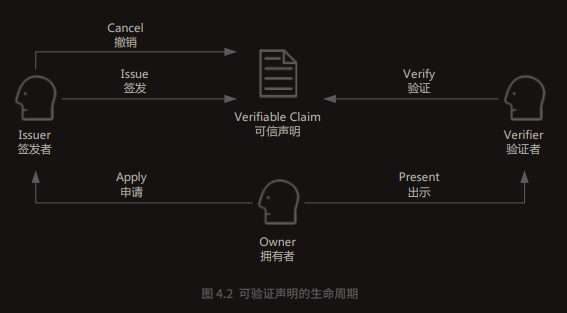 Cancel
撤销
Issue
签发
Verify
验证
Verifiable Claim
可信声明
Issuer
签发者
Verifier
验证者
Apply
申请
Present
出示
Owner
拥有者
图 4.2 可验证声明的生命周期